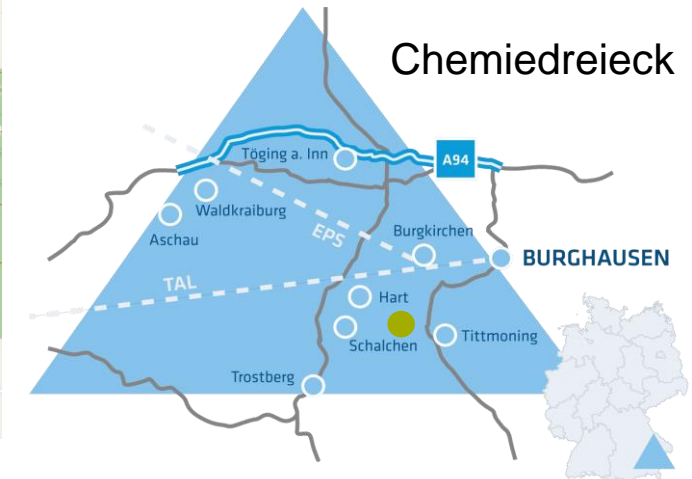 Chemiedreieck
Töging a. Inn
A94
Waldkraiburg
Aschau
EPS
Burgkirchen
BURGHAUSEN
TAL
Hart
Schalchen
Tittmoning
Trostberg